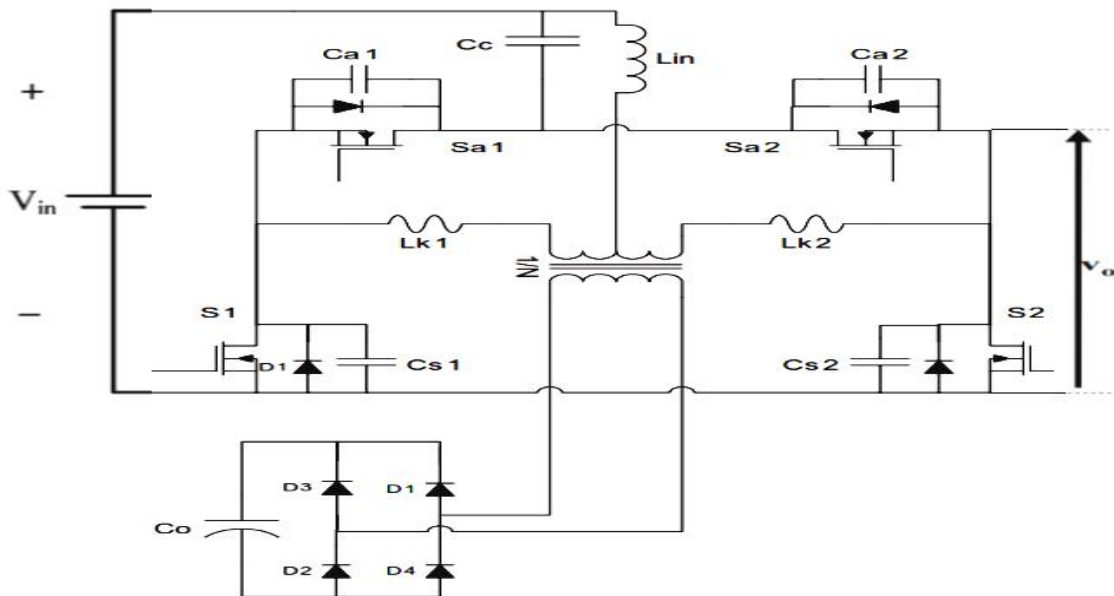 Cc
Lin
Ca1
Ca2
+
Sa1
Sa2
Vin
Lk1
Lk2
1/N
vo
−
S1
S2
D1
Cs1
Cs2
D3
D1
Co
D2
D4